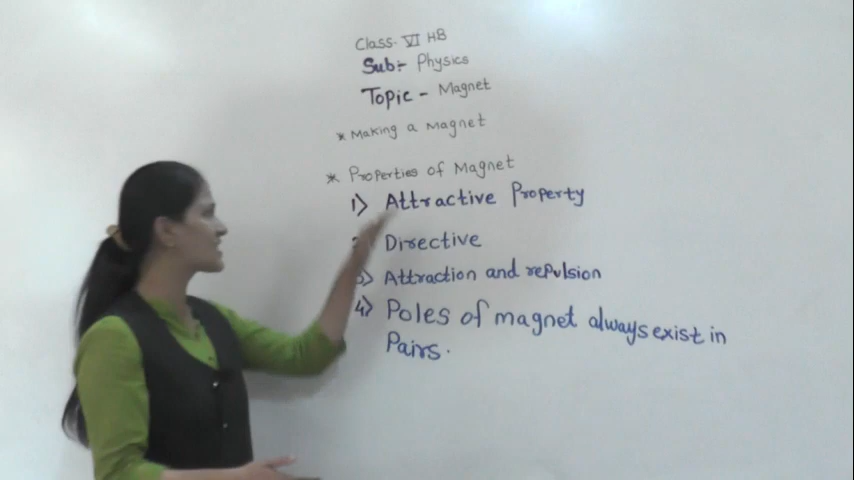 Class. VI HB
Sub:- Physics
Topic - Magnet
* Making a Magnet
* Properties of Magnet
1) Attractive Property
Directive
3) Attraction and repulsion
4) Poles of magnet always exist in
Pairs.